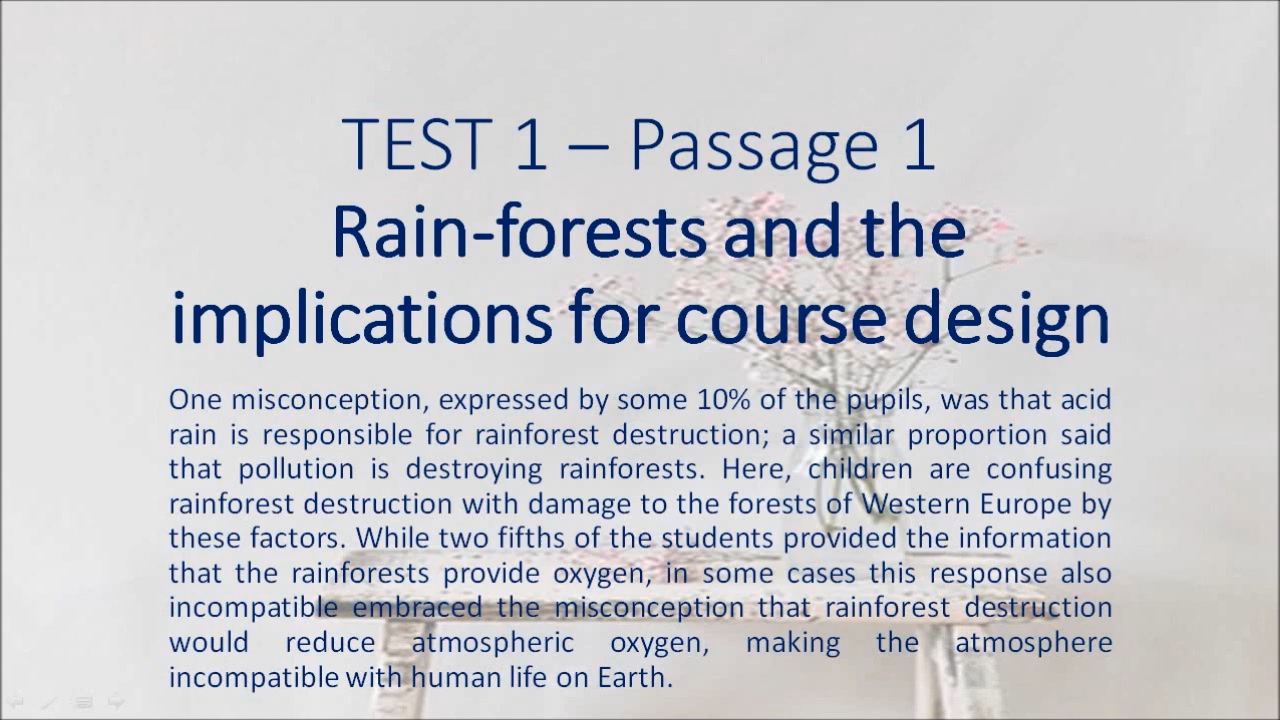 TEST 1 – Passage 1
Rain-forests and the
implications for course design
One misconception, expressed by some 10% of the pupils, was that acid
rain is responsible for rainforest destruction; a similar proportion said
that pollution is destroying rainforests. Here, children are confusing
rainforest destruction with damage to the forests of Western Europe by
these factors. While two fifths of the students provided the information
that the rainforests provide oxygen, in some cases this response also
incompatible embraced the misconception that rainforest destruction
would reduce atmospheric oxygen, making the atmosphere
incompatible with human life on Earth.